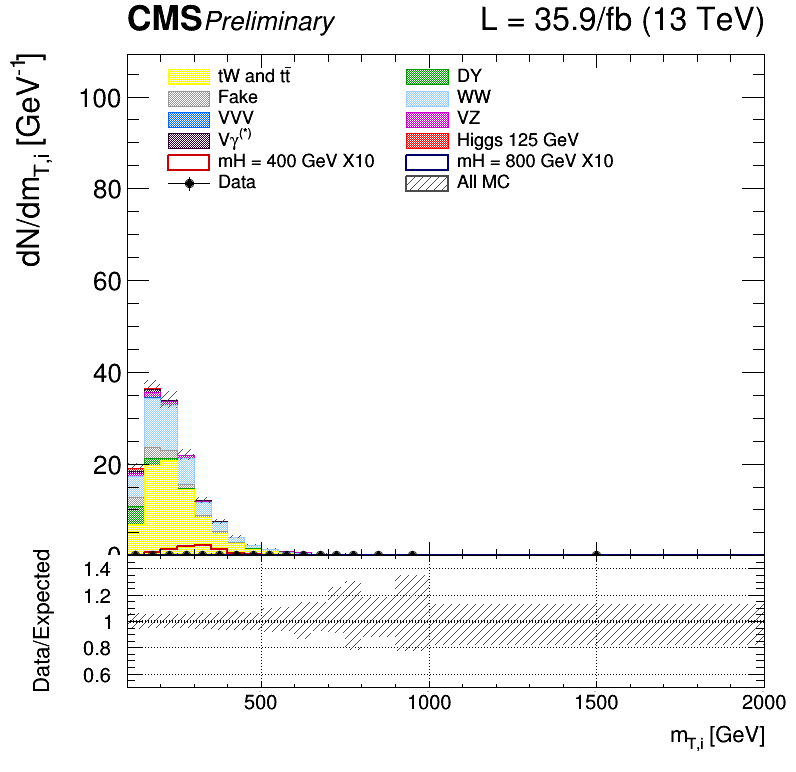 CMS Preliminary L = 35.9/fb (13 TeV)
dN/dm_{T,i} [GeV^{-1}]
tW and tt̄ DY
Fake WW
VVV VZ
Vγ^{(*)} Higgs 125 GeV
mH = 400 GeV X10 mH = 800 GeV X10
Data All MC
100
80
60
40
20
0
Data/Expected
1.4
1.2
1
0.8
0.6
500 1000 1500 2000
m_{T,i} [GeV]